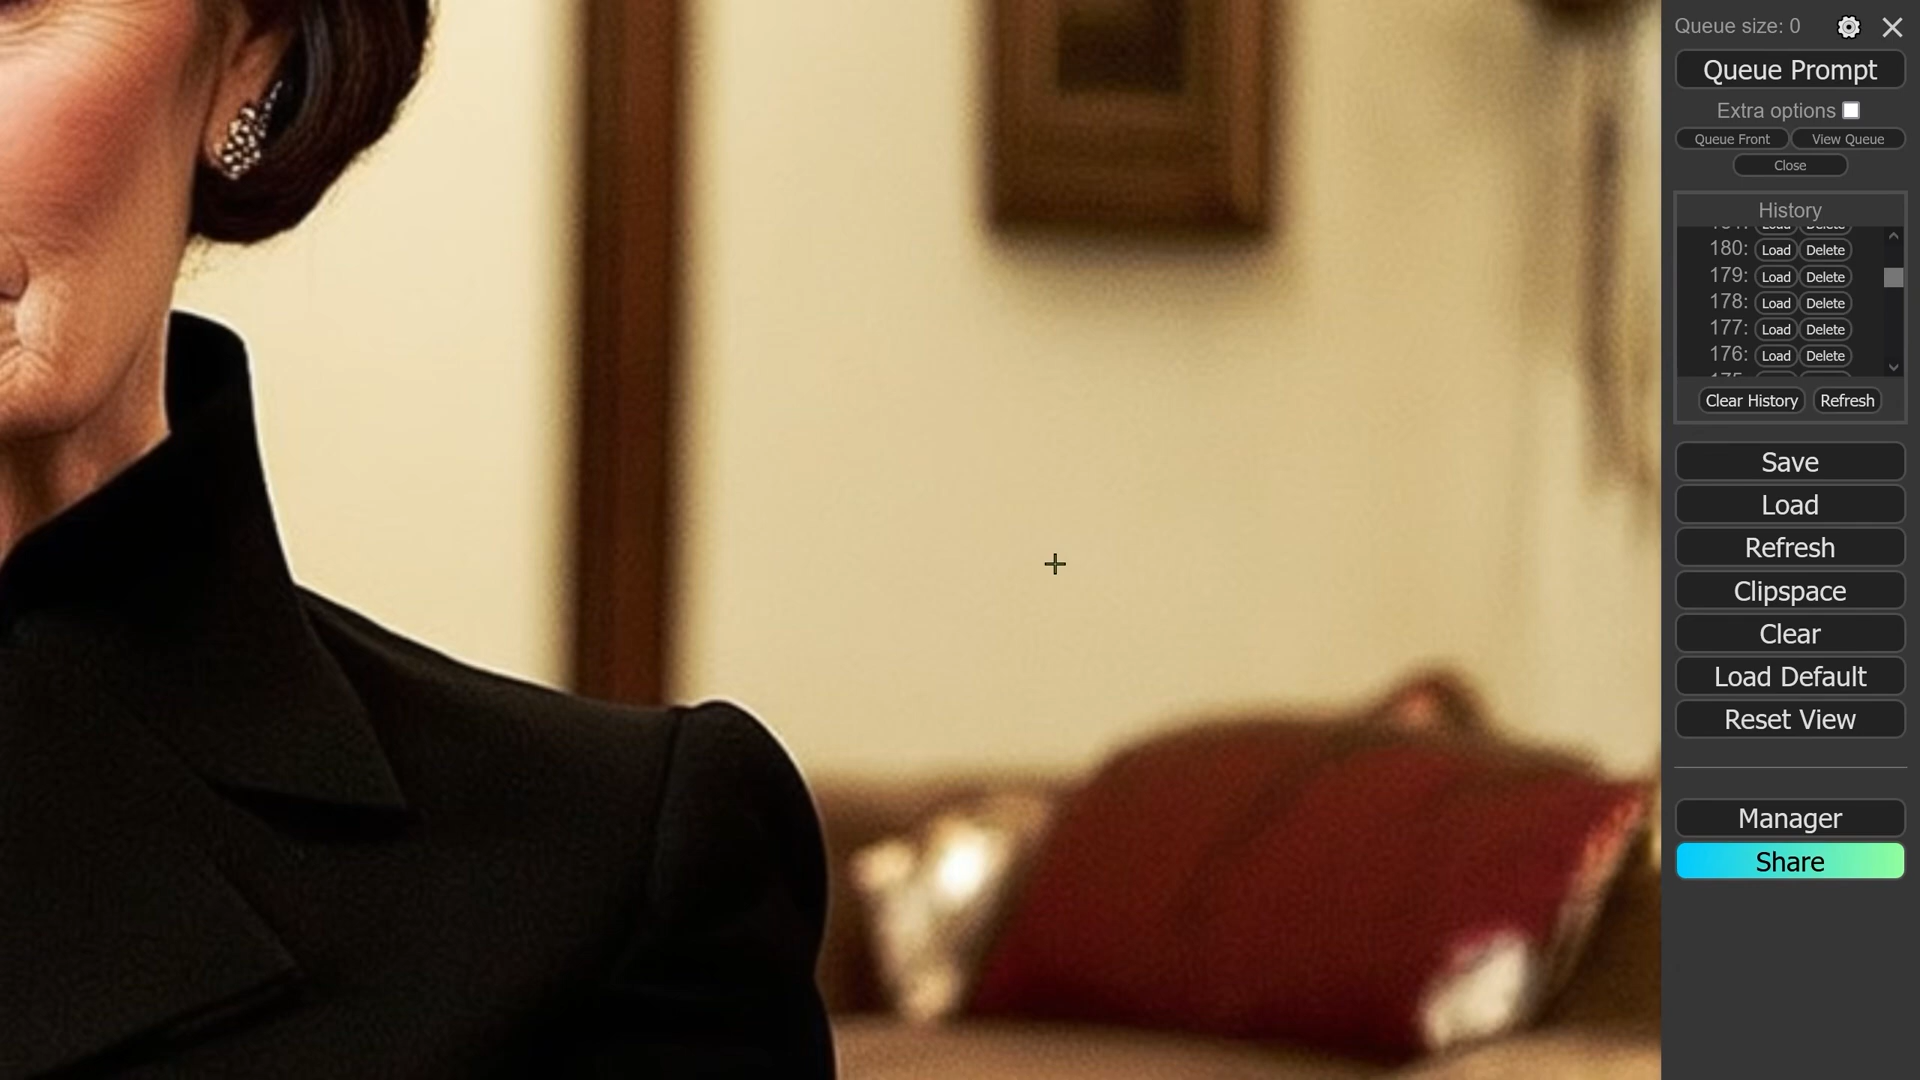 Queue size: 0
Queue Prompt
Extra options
Queue Front View Queue
Close
History
Load Delete
180: Load Delete
179: Load Delete
178: Load Delete
177: Load Delete
176: Load Delete
Clear History Refresh
Save
Load
Refresh
Clipspace
Clear
Load Default
Reset View
Manager
Share